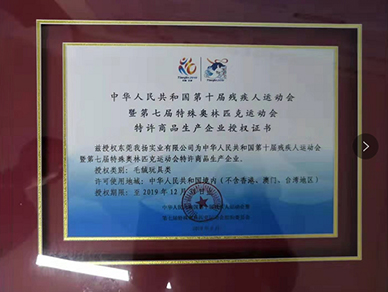 中华人民共和国第十届残疾人运动会
暨第七届特殊奥林匹克运动会
特许商品生产企业授权证书
兹授权东莞我扬实业有限公司为中华人民共和国第十届残疾人运动会
暨第七届特殊奥林匹克运动会特许商品生产企业。
授权类别：毛绒玩具类
许可使用地域：中华人民共和国境内（不含香港、澳门、台湾地区）
授权期限：至2019年12月31日